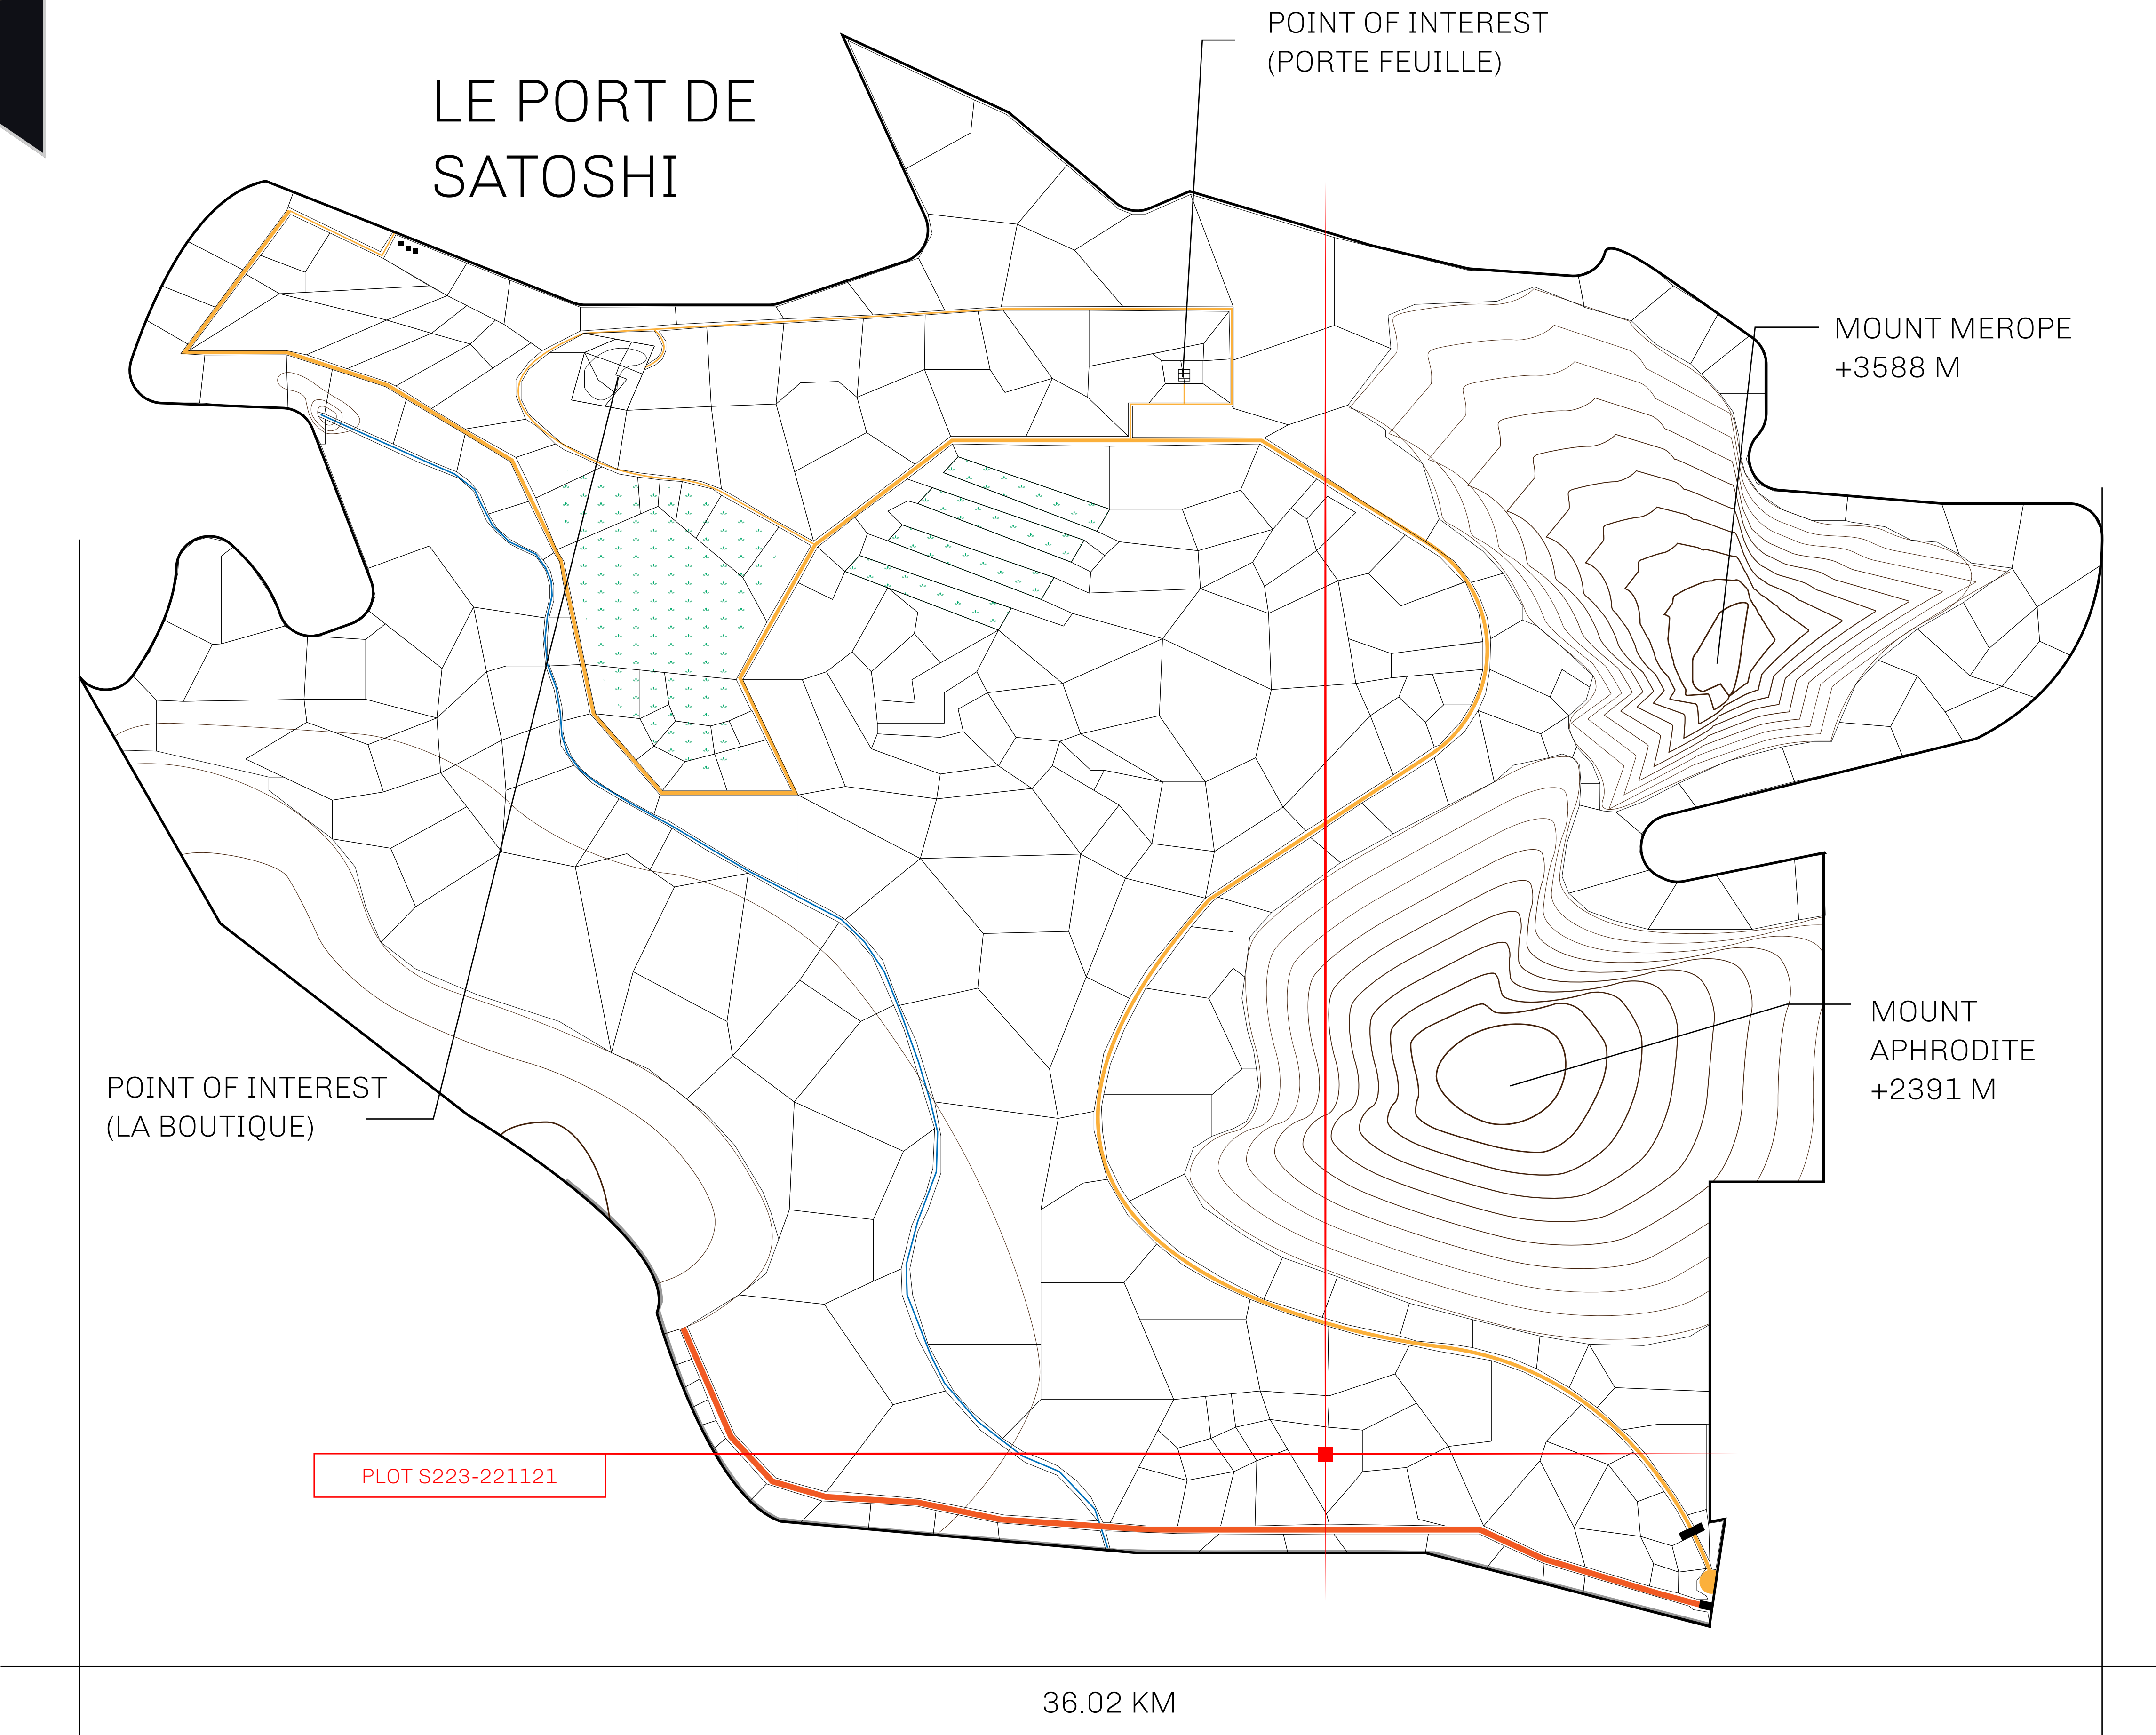 POINT OF INTEREST
(PORTE FEUILLE)
LE PORT DE
SATOSHI
MOUNT MEROPE
+3588 M
MOUNT
APHRODITE
+2391 M
POINT OF INTEREST
(LA BOUTIQUE)
PLOT S223-221121
36.02 KM